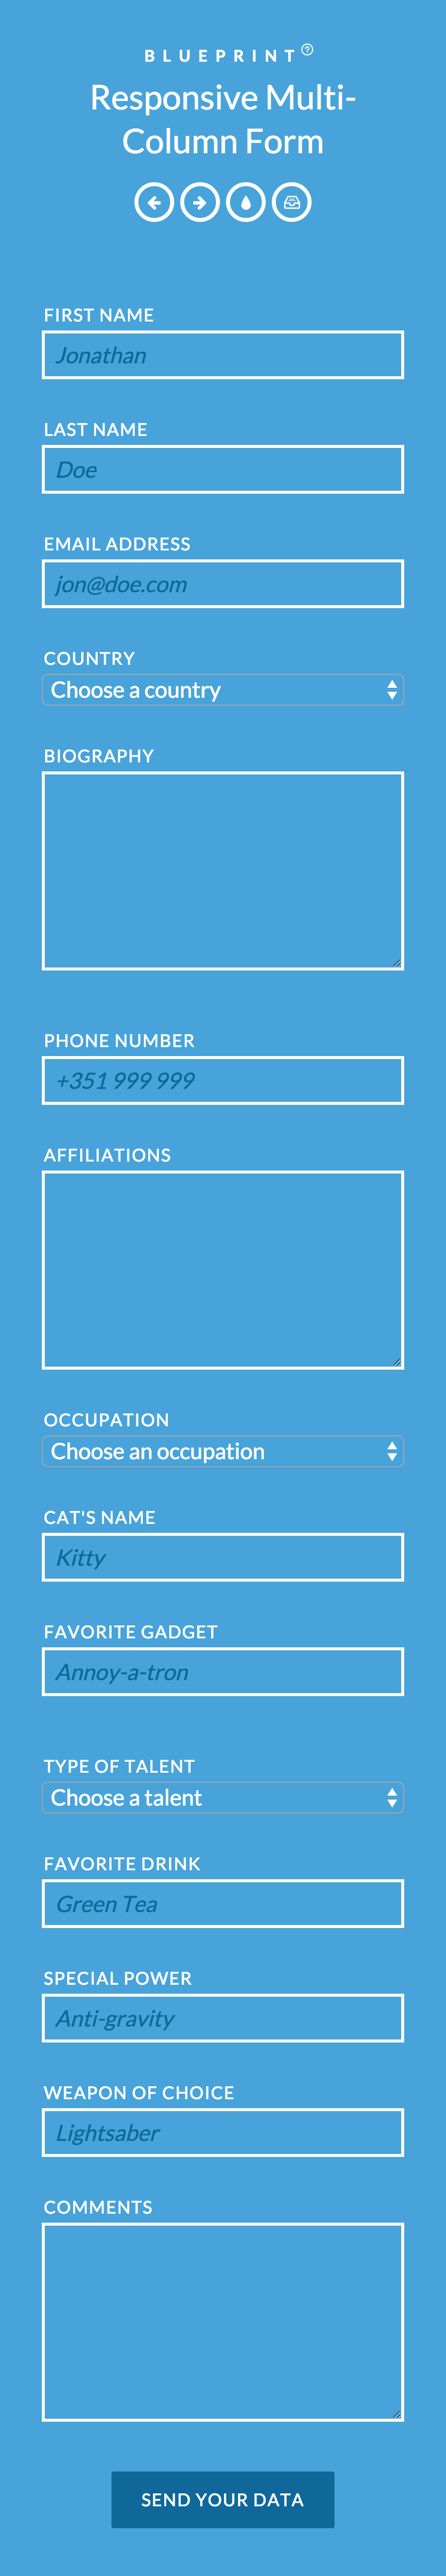 BLUEPRINT
Responsive Multi-
Column Form
FIRST NAME
Jonathan
LAST NAME
Doe
EMAIL ADDRESS
jon@doe.com
COUNTRY
Choose a country
BIOGRAPHY
PHONE NUMBER
+351 999 999
AFFILIATIONS
OCCUPATION
Choose an occupation
CAT'S NAME
Kitty
FAVORITE GADGET
Annoy-a-tron
TYPE OF TALENT
Choose a talent
FAVORITE DRINK
Green Tea
SPECIAL POWER
Anti-gravity
WEAPON OF CHOICE
Lightsaber
COMMENTS
SEND YOUR DATA